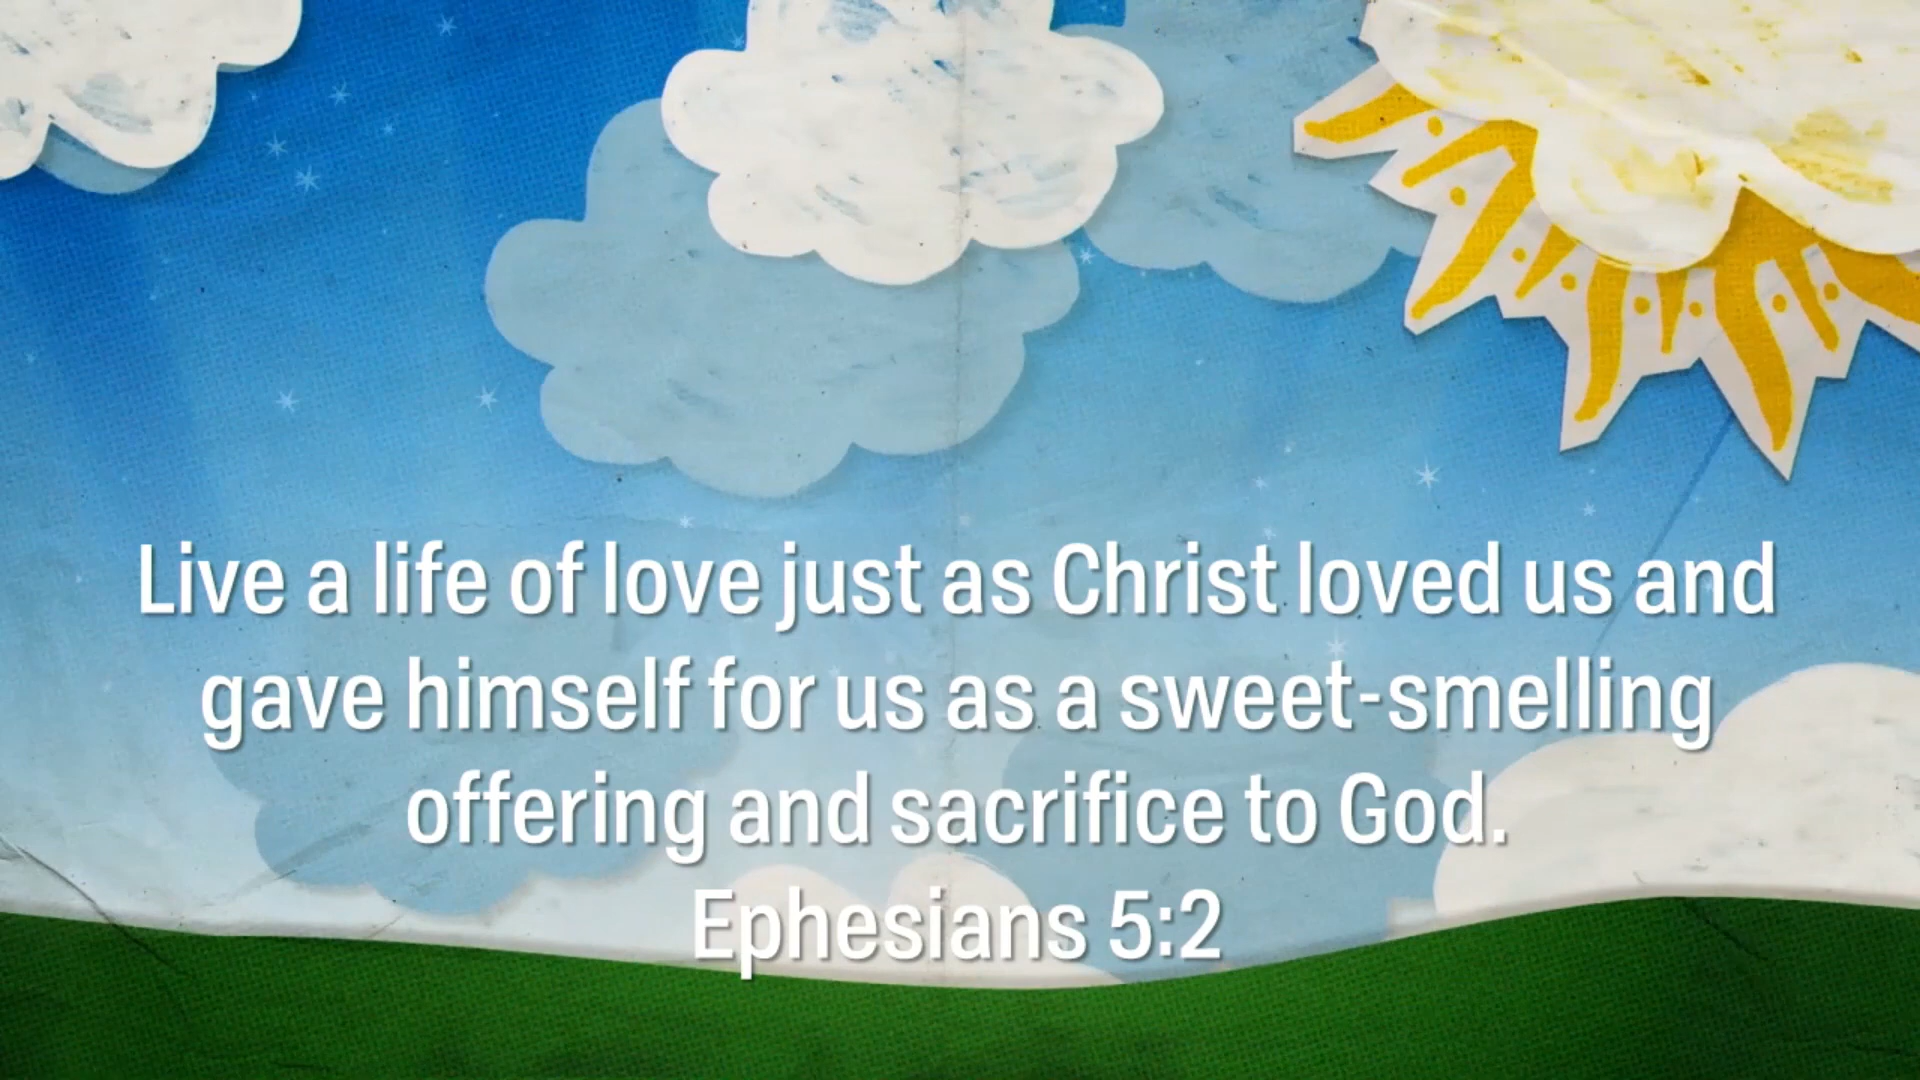 Live a life of love just as Christ loved us and
gave himself for us as a sweet-smelling
offering and sacrifice to God.
Ephesians 5:2